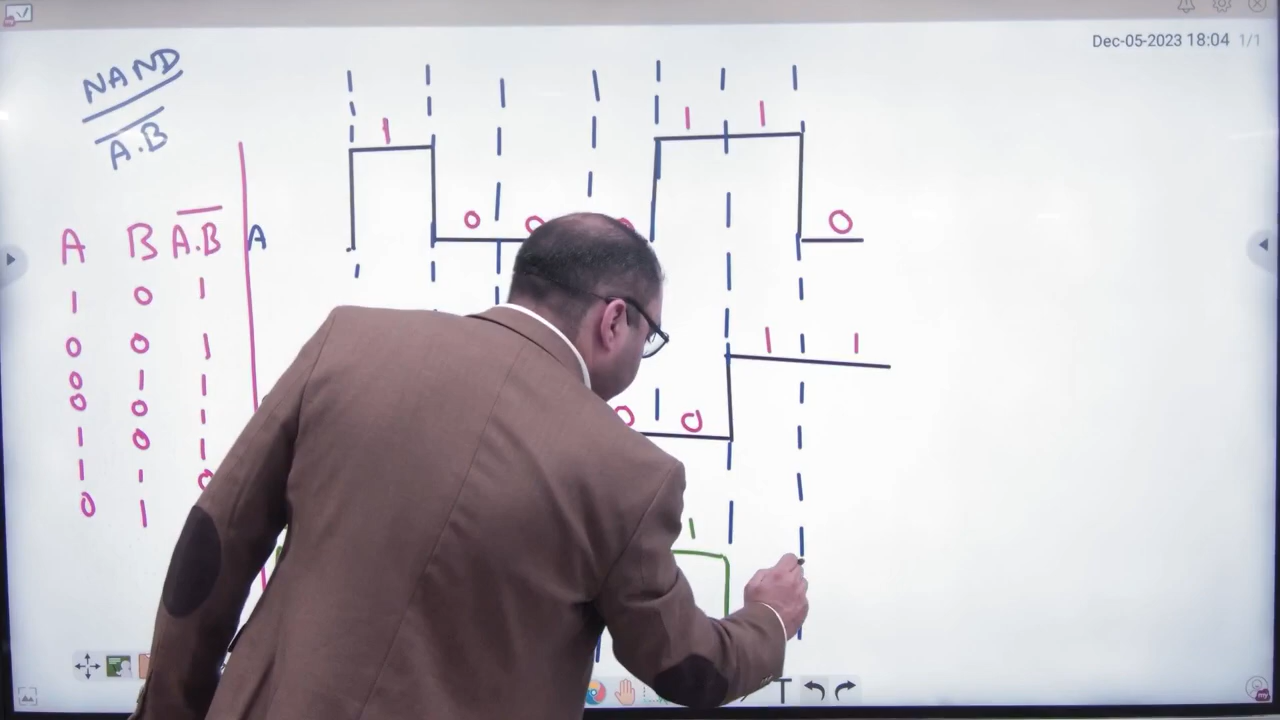 Dec-05-2023 18:04 1/1
NAND
A.B
1
1 1
A B A.B
A
0 0 0
1 0 1
0 0 1
0 1 1
0 0 1
1 0 1
1 1 0
0 1
1 1
0 0
1
T